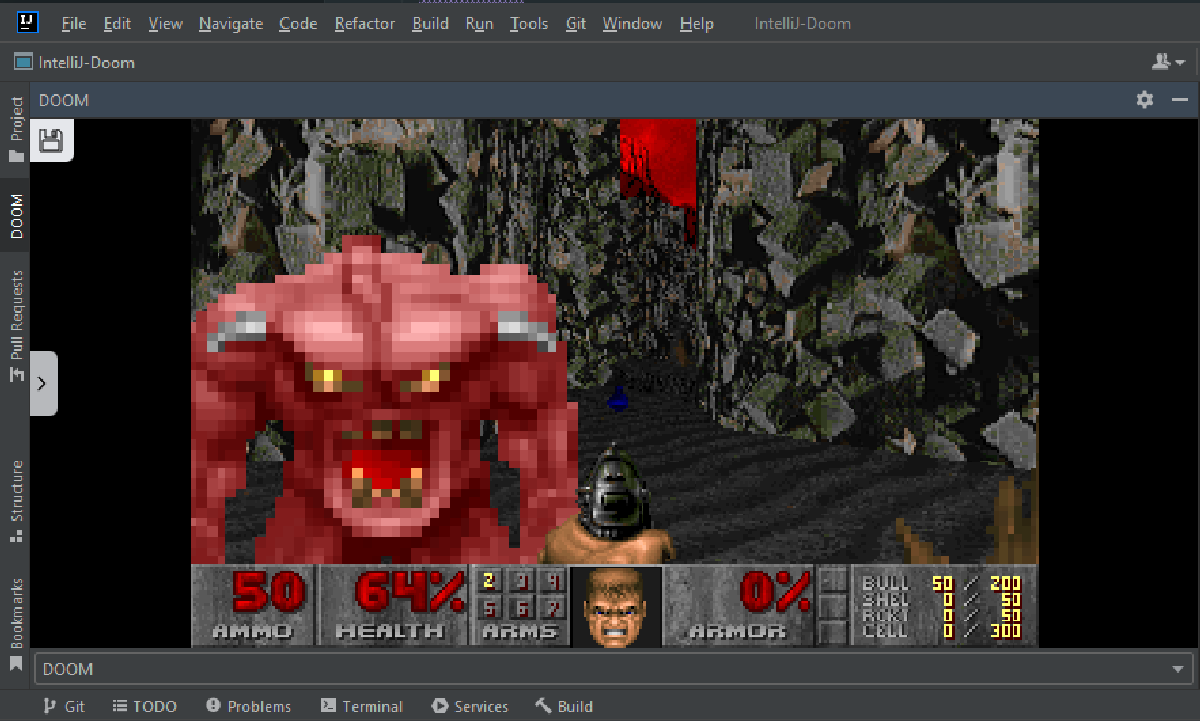 IJ File Edit View Navigate Code Refactor Build Run Tools Git Window Help IntelliJ-Doom
IntelliJ-Doom
DOOM
Project
DOOM
Pull Requests
Structure
Bookmarks
50 64% 2 3 4 0% BULL 50 / 200
5 6 7 SHEL 0 / 50
RCKT 0 / 50
AMMO HEALTH ARMS ARMOR CELL 0 / 300
DOOM
Git TODO Problems Terminal Services Build